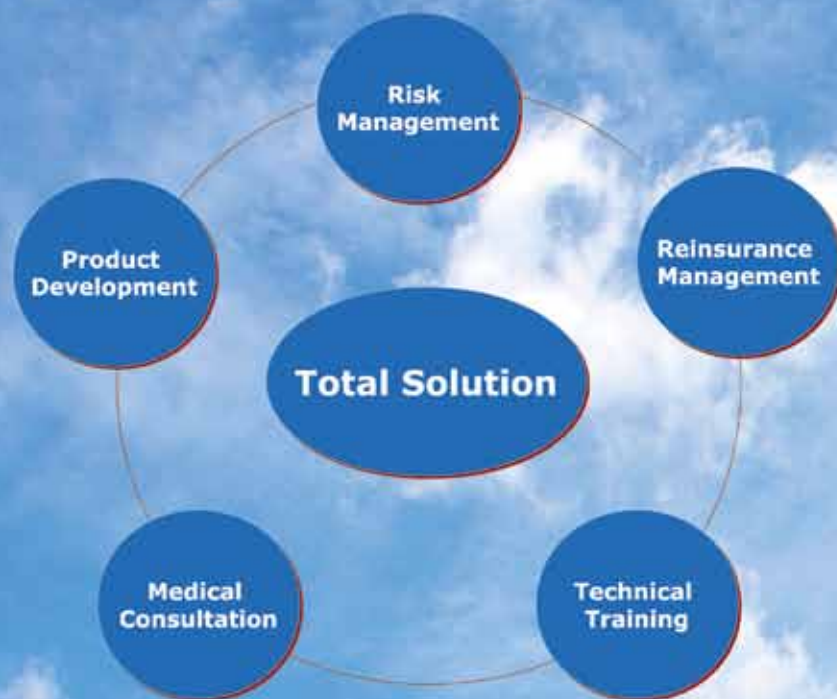 Risk
Management
Product
Development
Reinsurance
Management
Total Solution
Medical
Consultation
Technical
Training